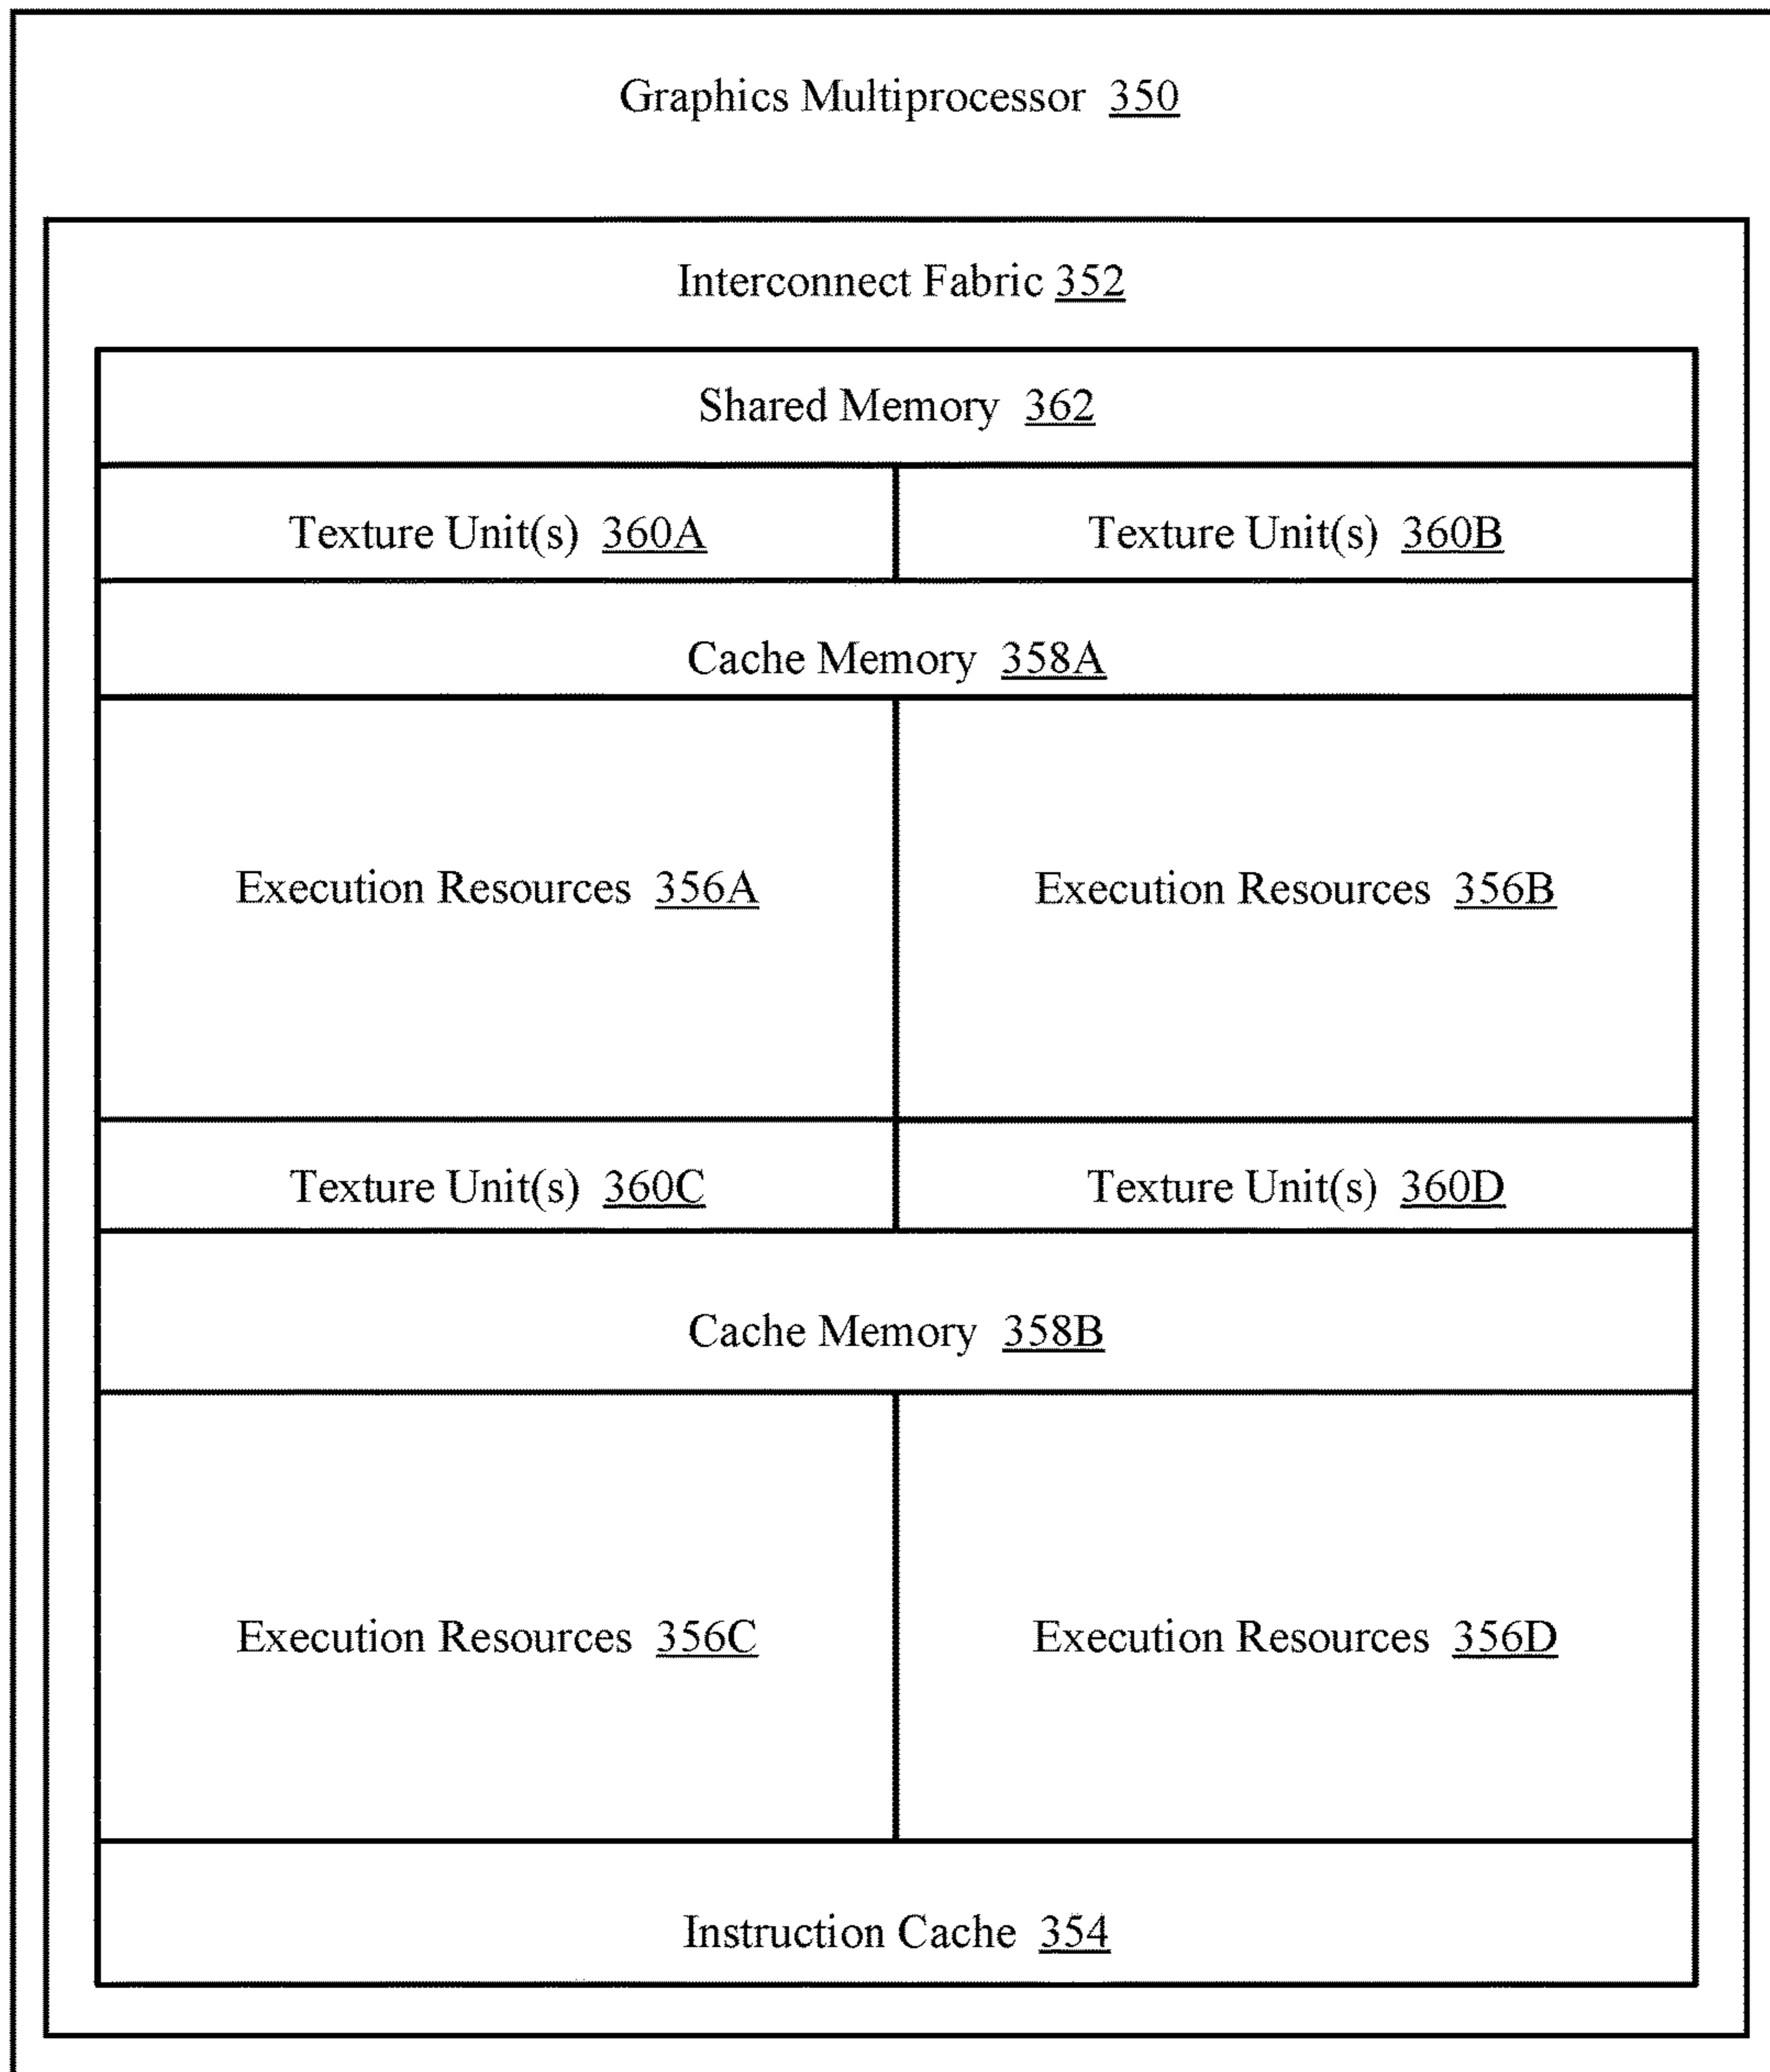 Graphics Multiprocessor 350
Interconnect Fabric 352
Shared Memory 362
Texture Unit(s) 360A
Texture Unit(s) 360B
Cache Memory 358A
Execution Resources 356A
Execution Resources 356B
Texture Unit(s) 360C
Texture Unit(s) 360D
Cache Memory 358B
Execution Resources 356C
Execution Resources 356D
Instruction Cache 354